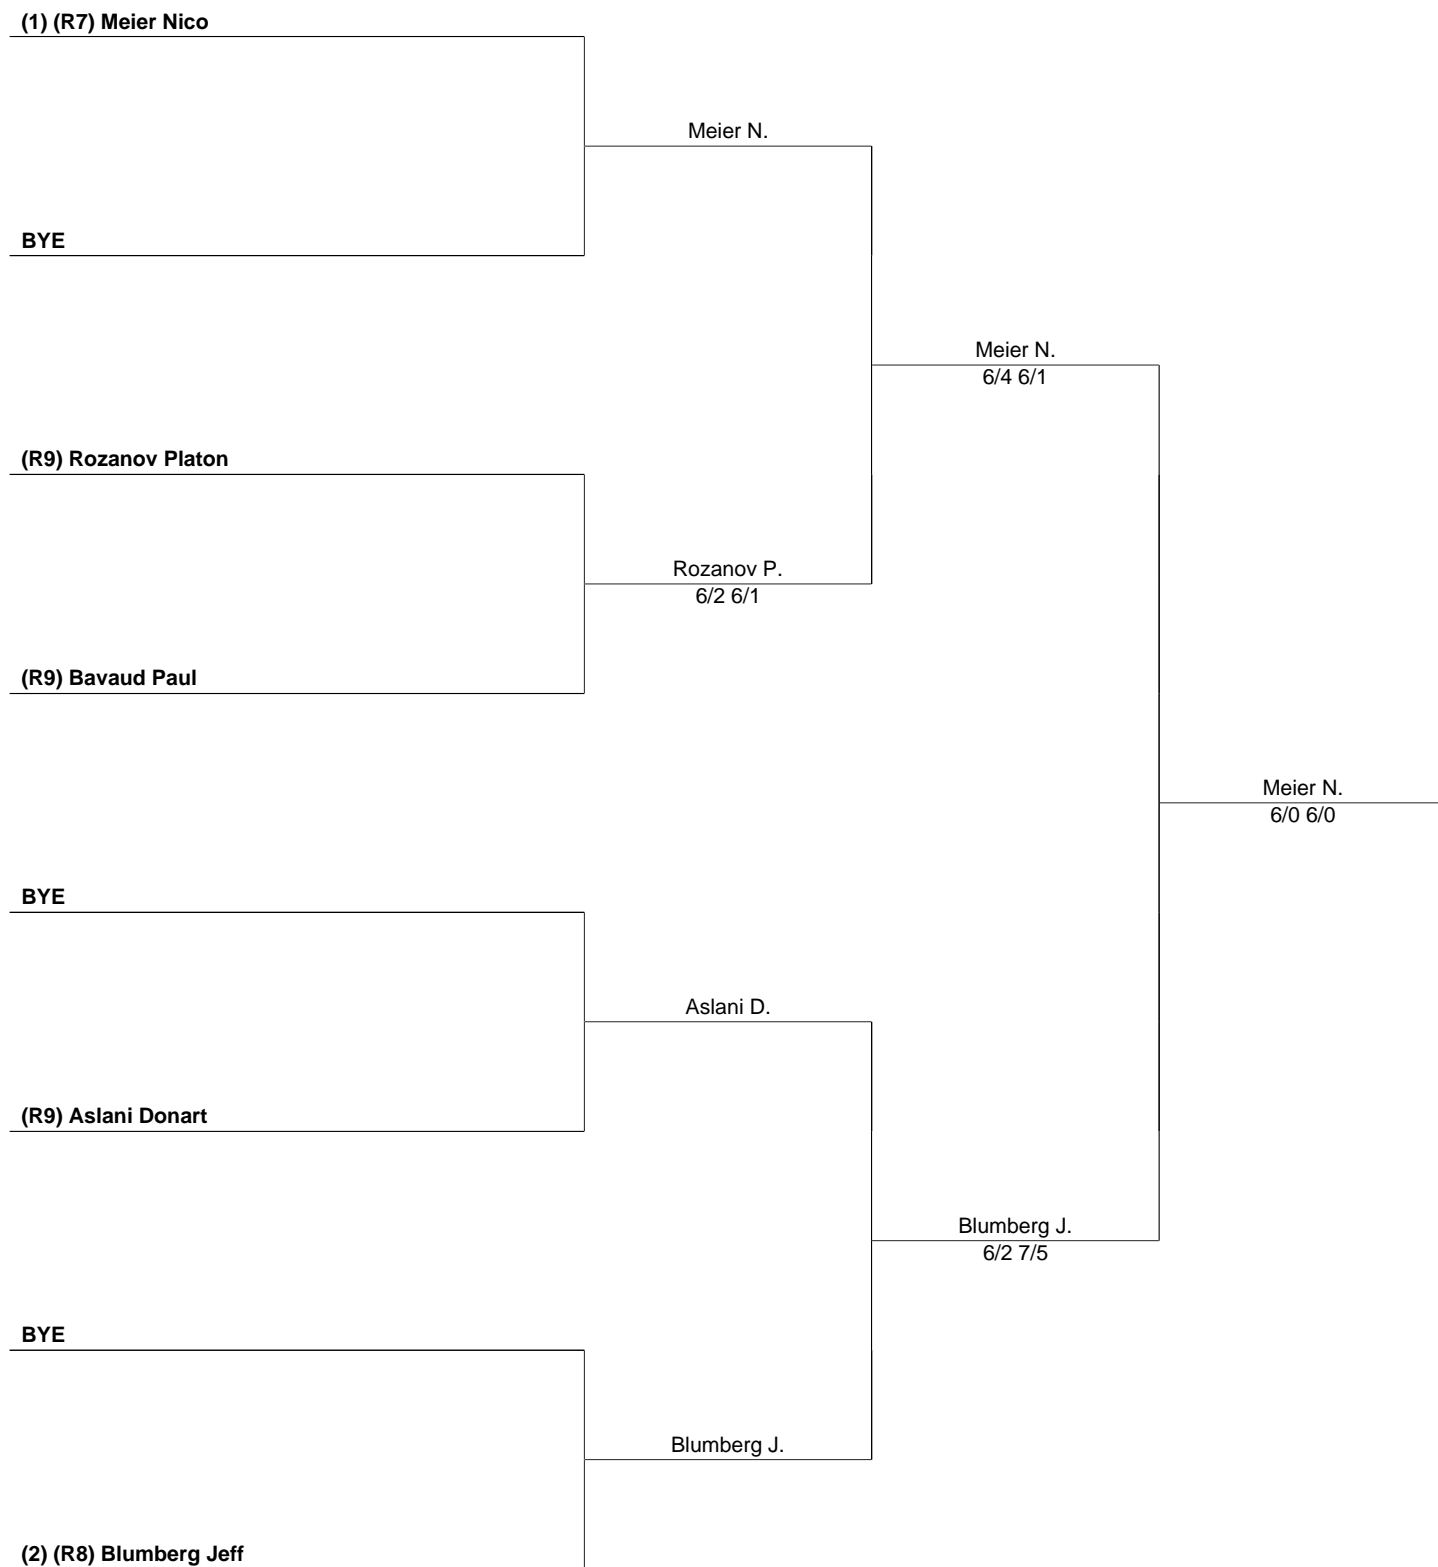 (1) (R7) Meier Nico
Meier N.
BYE
Meier N.
6/4 6/1
(R9) Rozanov Platon
Rozanov P.
6/2 6/1
(R9) Bavaud Paul
Meier N.
6/0 6/0
BYE
Aslani D.
(R9) Aslani Donart
Blumberg J.
6/2 7/5
BYE
Blumberg J.
(2) (R8) Blumberg Jeff